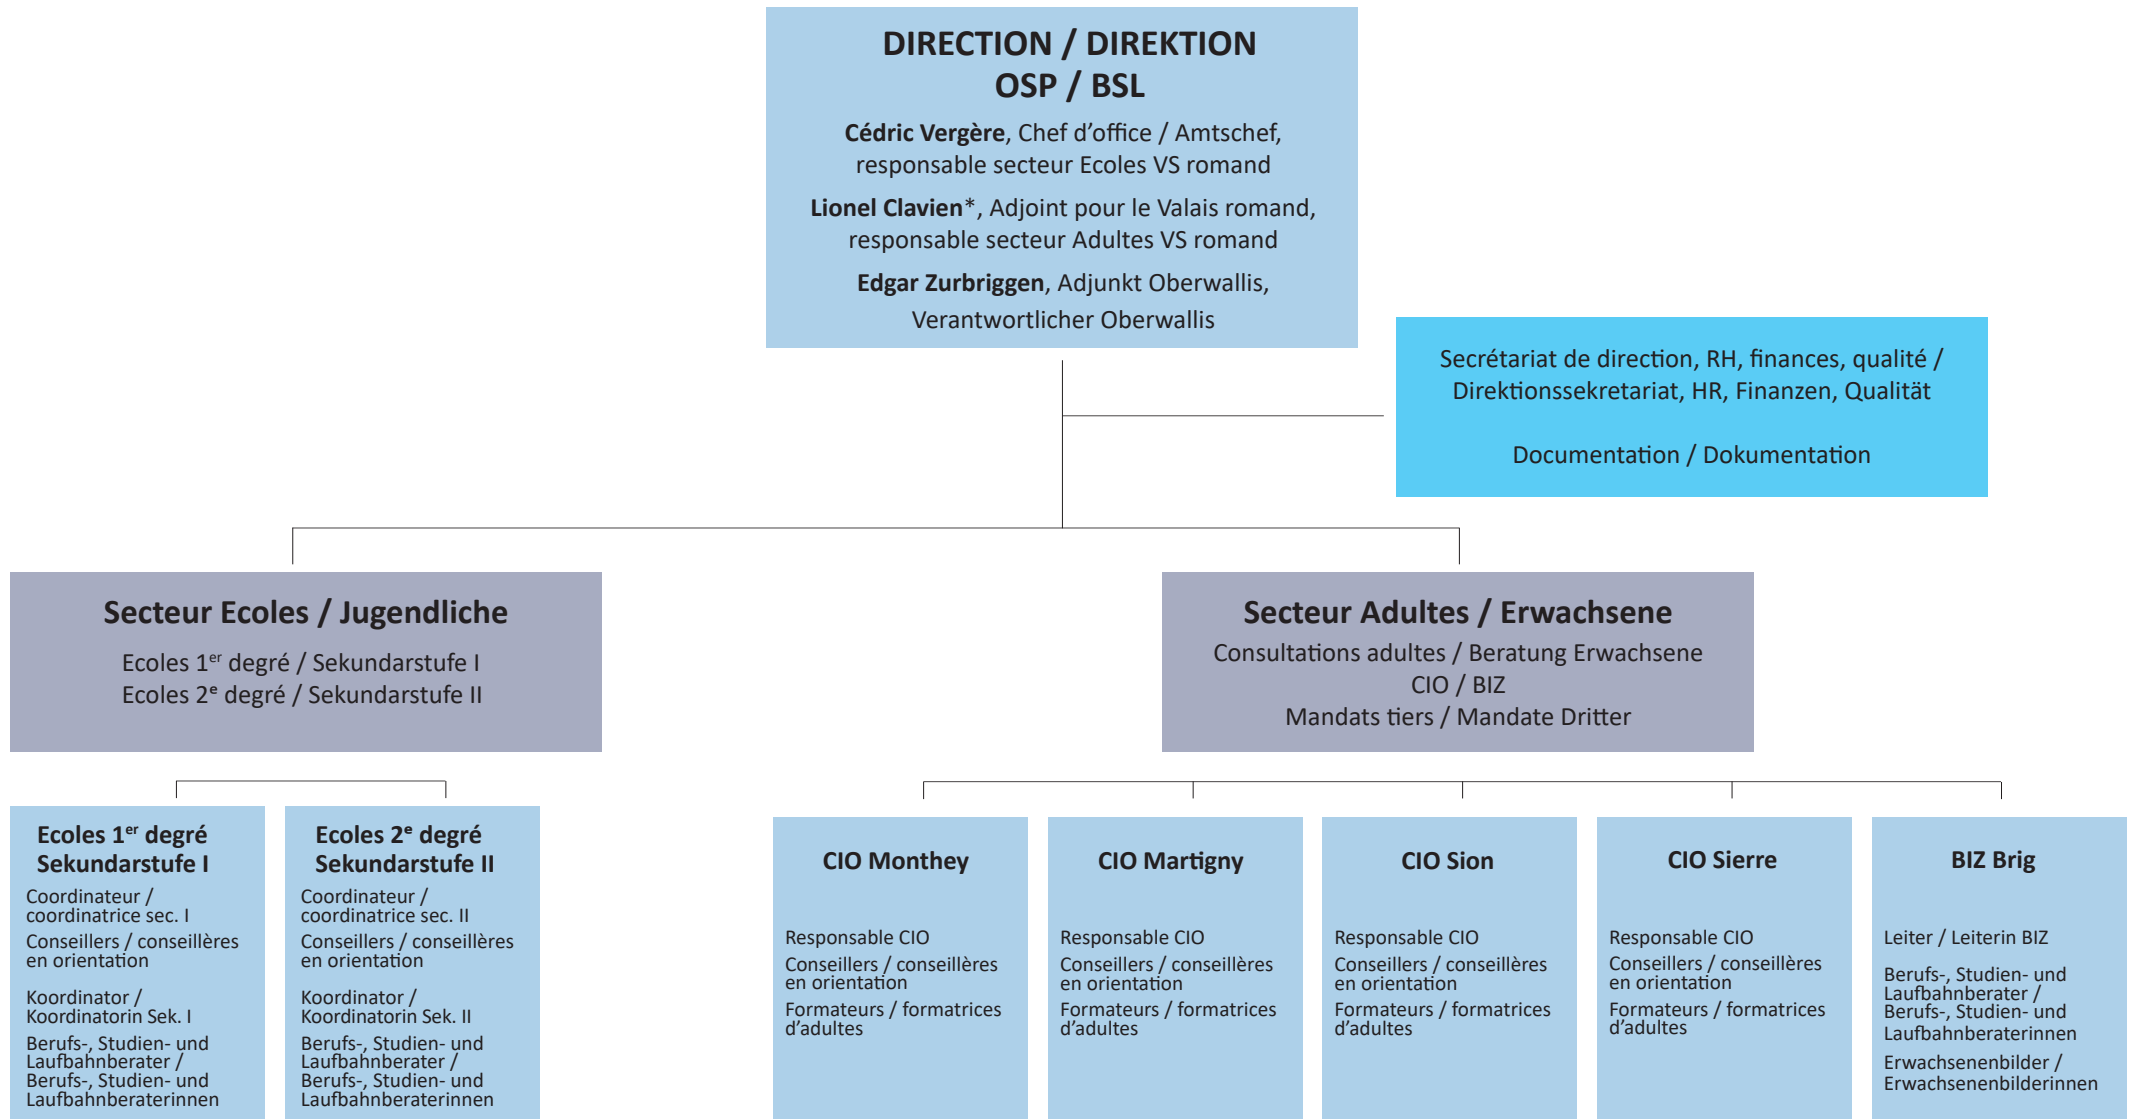 DIRECTION / DIREKTION
OSP / BSL
Cédric Vergère, Chef d’office / Amtschef,
responsable secteur Ecoles VS romand
Lionel Clavien*, Adjoint pour le Valais romand,
responsable secteur Adultes VS romand
Edgar Zurbriggen, Adjunkt Oberwallis,
Verantwortlicher Oberwallis
Secrétariat de direction, RH, finances, qualité /
Direktionssekretariat, HR, Finanzen, Qualität
Documentation / Dokumentation
Secteur Ecoles / Jugendliche
Ecoles 1er degré / Sekundarstufe I
Ecoles 2e degré / Sekundarstufe II
Secteur Adultes / Erwachsene
Consultations adultes / Beratung Erwachsene
CIO / BIZ
Mandats tiers / Mandate Dritter
Ecoles 1er degré
Sekundarstufe I
Coordinateur /
coordinatrice sec. I
Conseillers / conseillères
en orientation
Koordinator /
Koordinatorin Sek. I
Berufs-, Studien- und
Laufbahnberater /
Berufs-, Studien- und
Laufbahnberaterinnen
Ecoles 2e degré
Sekundarstufe II
Coordinateur /
coordinatrice sec. II
Conseillers / conseillères
en orientation
Koordinator /
Koordinatorin Sek. II
Berufs-, Studien- und
Laufbahnberater /
Berufs-, Studien- und
Laufbahnberaterinnen
CIO Monthey
Responsable CIO
Conseillers / conseillères
en orientation
Formateurs / formatrices
d’adultes
CIO Martigny
Responsable CIO
Conseillers / conseillères
en orientation
Formateurs / formatrices
d’adultes
CIO Sion
Responsable CIO
Conseillers / conseillères
en orientation
Formateurs / formatrices
d’adultes
CIO Sierre
Responsable CIO
Conseillers / conseillères
en orientation
Formateurs / formatrices
d’adultes
BIZ Brig
Leiter / Leiterin BIZ
Berufs-, Studien- und
Laufbahnberater /
Berufs-, Studien- und
Laufbahnberaterinnen
Erwachsenenbilder /
Erwachsenenbilderinnen